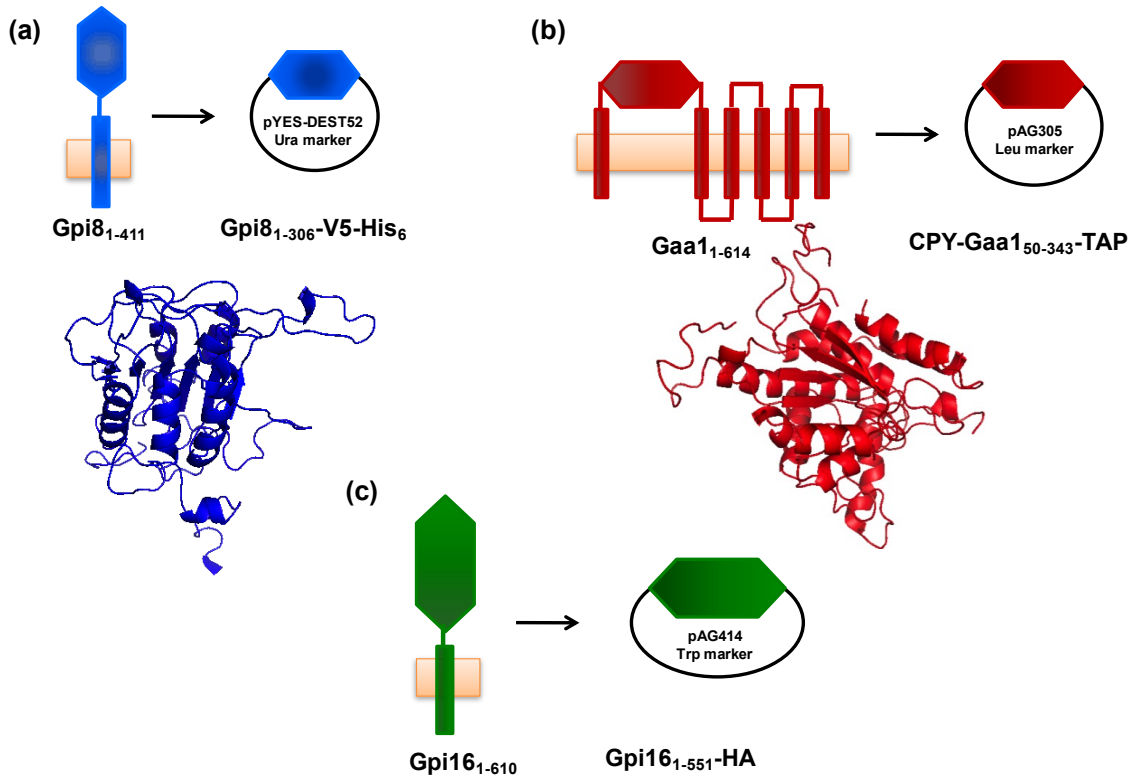 (a)
pYES-DEST52
Ura marker
Gpi8₁₋₄₁₁
Gpi8₁₋₃₀₆-V5-His₆
(b)
pAG305
Leu marker
Gaa1₁₋₆₁₄
CPY-Gaa1₅₀₋₃₄₃-TAP
(c)
pAG414
Trp marker
Gpi16₁₋₆₁₀
Gpi16₁₋₅₅₁-HA